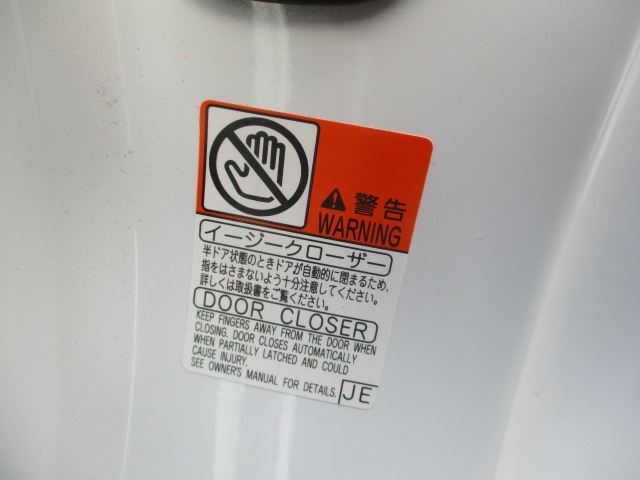 警告
WARNING
イージークローザー
半ドア状態のときドアが自動的に閉まるため、
指をはさまないよう十分注意してください。
詳しくは取扱書をご覧ください。
DOOR CLOSER
KEEP FINGERS AWAY FROM THE DOOR WHEN
CLOSING. DOOR CLOSES AUTOMATICALLY
WHEN PARTIALLY LATCHED AND COULD
CAUSE INJURY.
SEE OWNER'S MANUAL FOR DETAILS.
JE